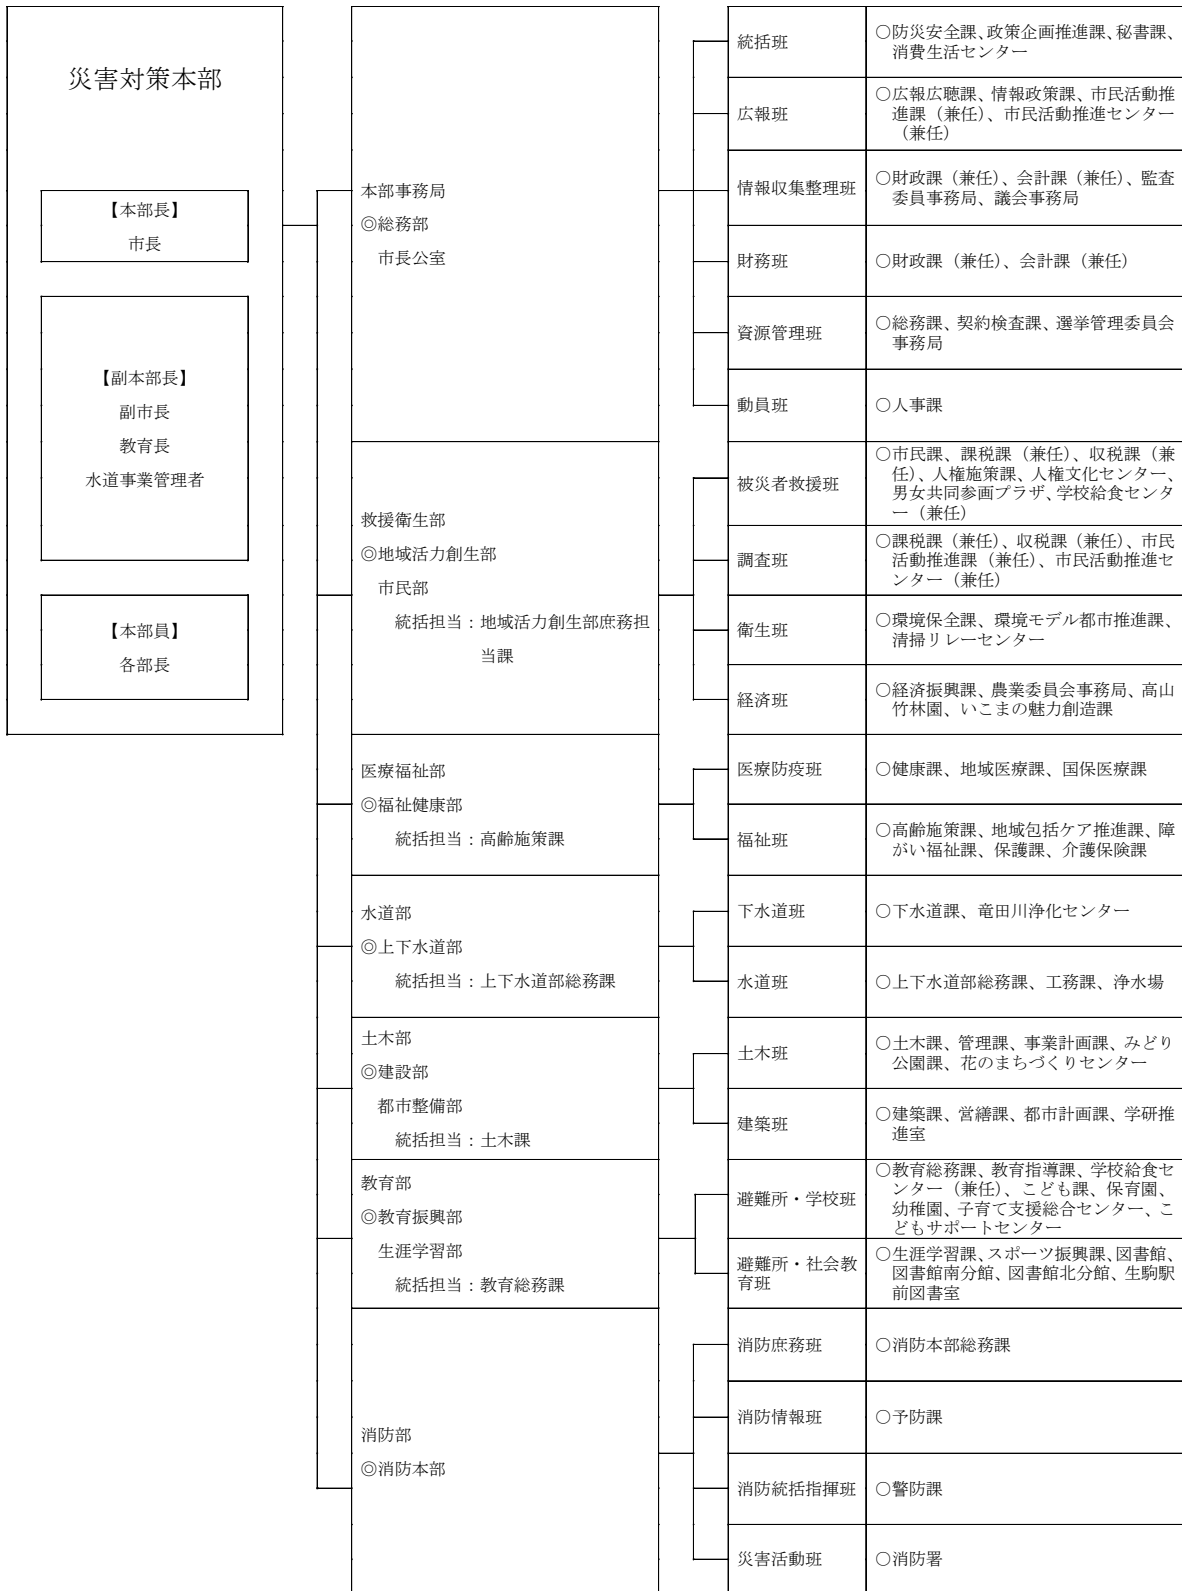 災害対策本部
【本部長】
市長
【副本部長】
副市長
教育長
水道事業管理者
【本部員】
各部長
本部事務局
◎総務部
市長公室
統括班
○防災安全課、政策企画推進課、秘書課、
消費生活センター
広報班
○広報広聴課、情報政策課、市民活動推
進課（兼任）、市民活動推進センター
（兼任）
情報収集整理班
○財政課（兼任）、会計課（兼任）、監査
委員事務局、議会事務局
財務班
○財政課（兼任）、会計課（兼任）
資源管理班
○総務課、契約検査課、選挙管理委員会
事務局
動員班
○人事課
救援衛生部
◎地域活力創生部
市民部
統括担当：地域活力創生部庶務担
当課
被災者救援班
○市民課、課税課（兼任）、収税課（兼
任）、人権施策課、人権文化センター、
男女共同参画プラザ、学校給食センタ
ー（兼任）
調査班
○課税課（兼任）、収税課（兼任）、市民
活動推進課（兼任）、市民活動推進セ
ンター（兼任）
衛生班
○環境保全課、環境モデル都市推進課、
清掃リレーセンター
経済班
○経済振興課、農業委員会事務局、高山
竹林園、いこまの魅力創造課
医療福祉部
◎福祉健康部
統括担当：高齢施策課
医療防疫班
○健康課、地域医療課、国保医療課
福祉班
○高齢施策課、地域包括ケア推進課、障
がい福祉課、保護課、介護保険課
水道部
◎上下水道部
統括担当：上下水道部総務課
下水道班
○下水道課、竜田川浄化センター
水道班
○上下水道部総務課、工務課、浄水場
土木部
◎建設部
都市整備部
統括担当：土木課
土木班
○土木課、管理課、事業計画課、みどり
公園課、花のまちづくりセンター
建築班
○建築課、営繕課、都市計画課、学研推
進室
教育部
◎教育振興部
生涯学習部
統括担当：教育総務課
避難所・学校班
○教育総務課、教育指導課、学校給食セ
ンター（兼任）、こども課、保育園、
幼稚園、子育て支援総合センター、こ
どもサポートセンター
避難所・社会教
育班
○生涯学習課、スポーツ振興課、図書館、
図書館南分館、図書館北分館、生駒駅
前図書室
消防部
◎消防本部
消防庶務班
○消防本部総務課
消防情報班
○予防課
消防統括指揮班
○警防課
災害活動班
○消防署